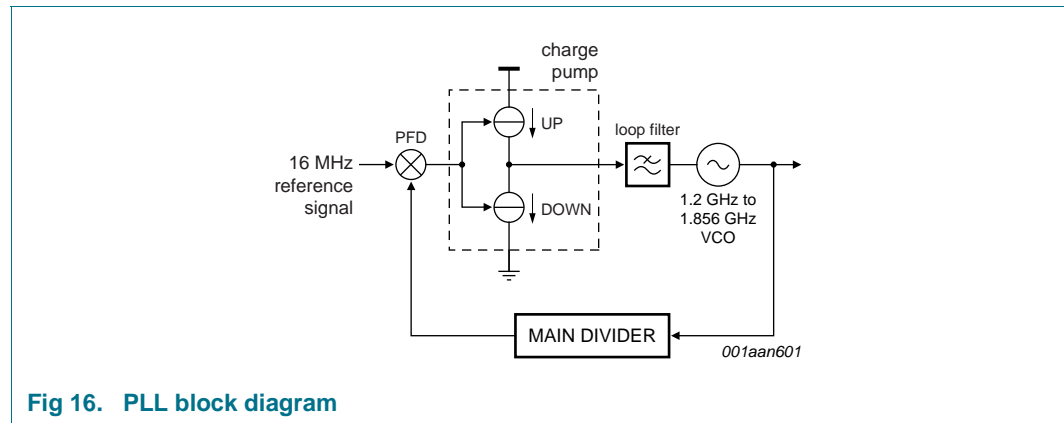 charge
pump
UP
PFD
loop filter
16 MHz
reference
signal
DOWN
1.2 GHz to
1.856 GHz
VCO
MAIN DIVIDER
001aan601
Fig 16. PLL block diagram